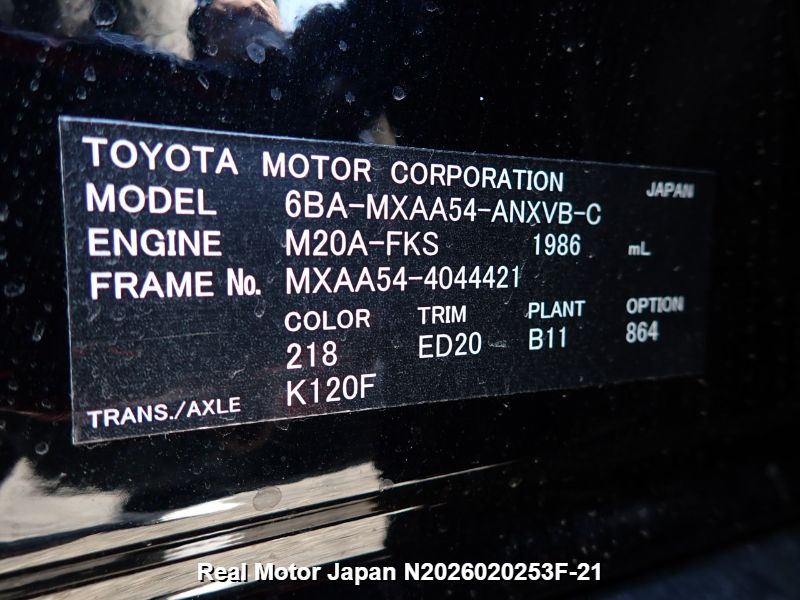 TOYOTA MOTOR CORPORATION JAPAN
MODEL 6BA-MXAA54-ANXVB-C
ENGINE M20A-FKS 1986 mL
FRAME No. MXAA54-4044421
COLOR TRIM PLANT OPTION
218 ED20 B11 864
TRANS./AXLE K120F
Real Motor Japan N2026020253F-21